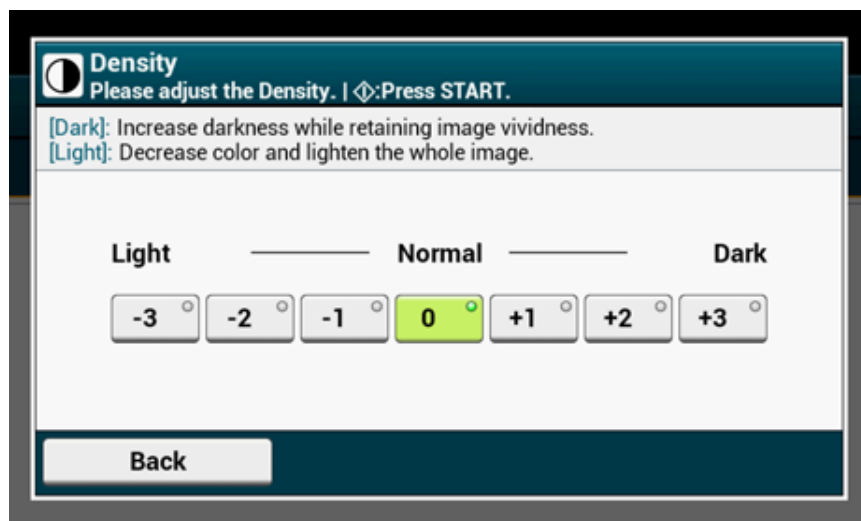 Density
Please adjust the Density. | :Press START.
[Dark]: Increase darkness while retaining image vividness.
[Light]: Decrease color and lighten the whole image.
Light Normal Dark
-3 -2 -1 0 +1 +2 +3
Back